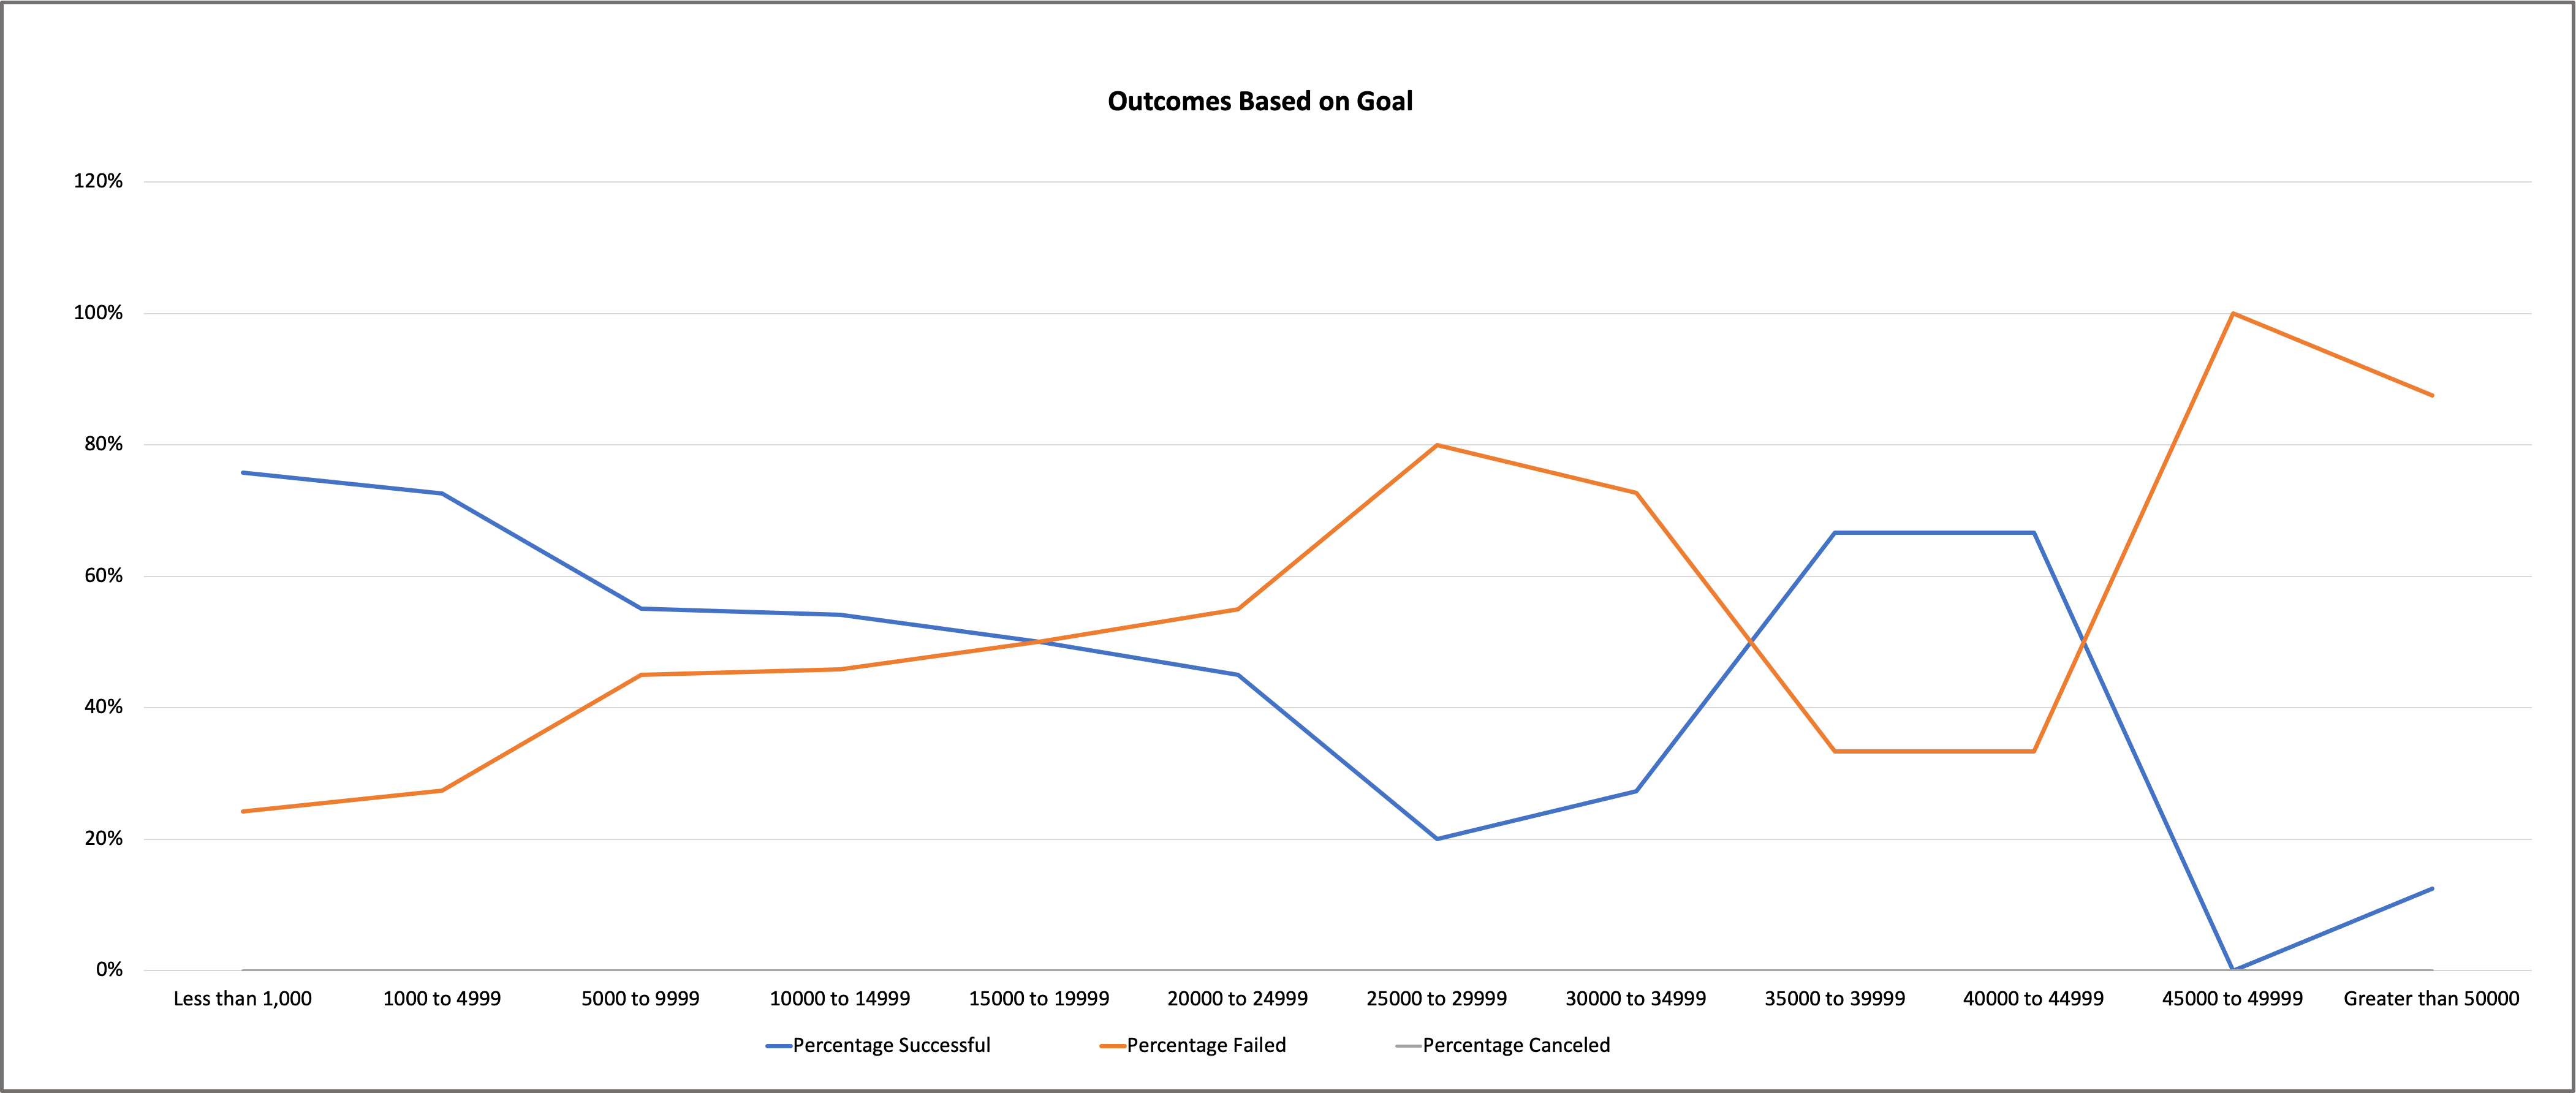 Outcomes Based on Goal
120%
100%
80%
60%
40%
20%
0%
Less than 1,000 1000 to 4999 5000 to 9999 10000 to 14999 15000 to 19999 20000 to 24999 25000 to 29999 30000 to 34999 35000 to 39999 40000 to 44999 45000 to 49999 Greater than 50000
Percentage Successful Percentage Failed Percentage Canceled